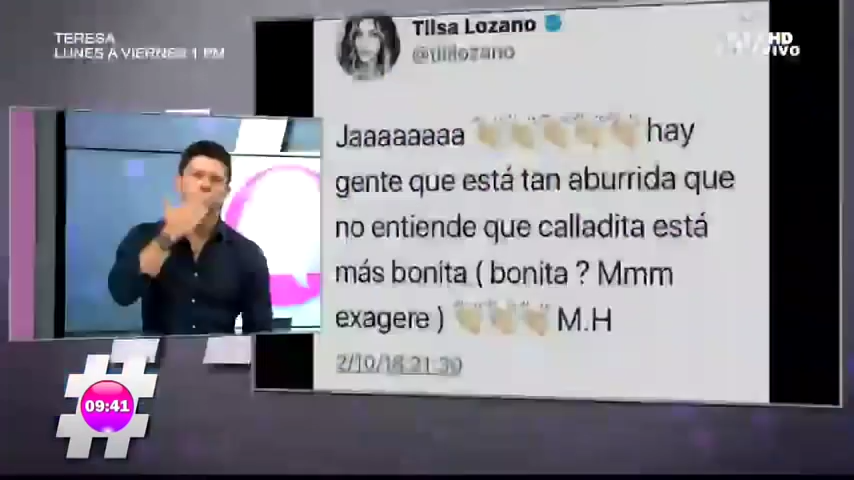 TERESA
LUNES A VIERNES 1 PM
HD
VIVO
Tilsa Lozano
@tililozano
Jaaaaaaaa 👏🏼👏🏼👏🏼👏🏼👏🏼 hay
gente que está tan aburrida que
no entiende que calladita está
más bonita ( bonita ? Mmm
exagere ) 👏🏼👏🏼👏🏼 M.H
2/10/18 21:30
#
09:41